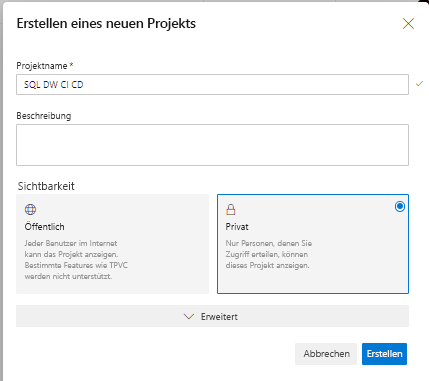 Erstellen eines neuen Projekts
Projektname *
SQL DW CI CD
Beschreibung
Sichtbarkeit
Öffentlich
Jeder Benutzer im Internet
kann das Projekt anzeigen.
Bestimmte Features wie TPVC
werden nicht unterstützt.
Privat
Nur Personen, denen Sie
Zugriff erteilen, können
dieses Projekt anzeigen.
Erweitert
Abbrechen
Erstellen